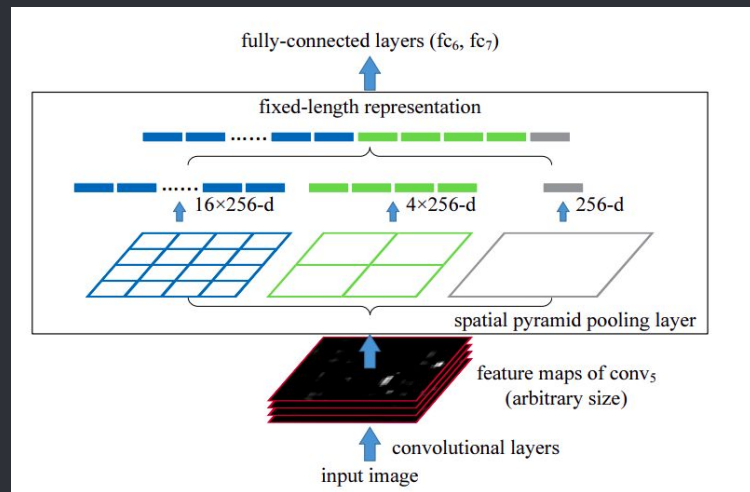 fully-connected layers (fc₆, fc₇)
fixed-length representation
......
......
16×256-d
4×256-d
256-d
spatial pyramid pooling layer
feature maps of conv₅
(arbitrary size)
convolutional layers
input image